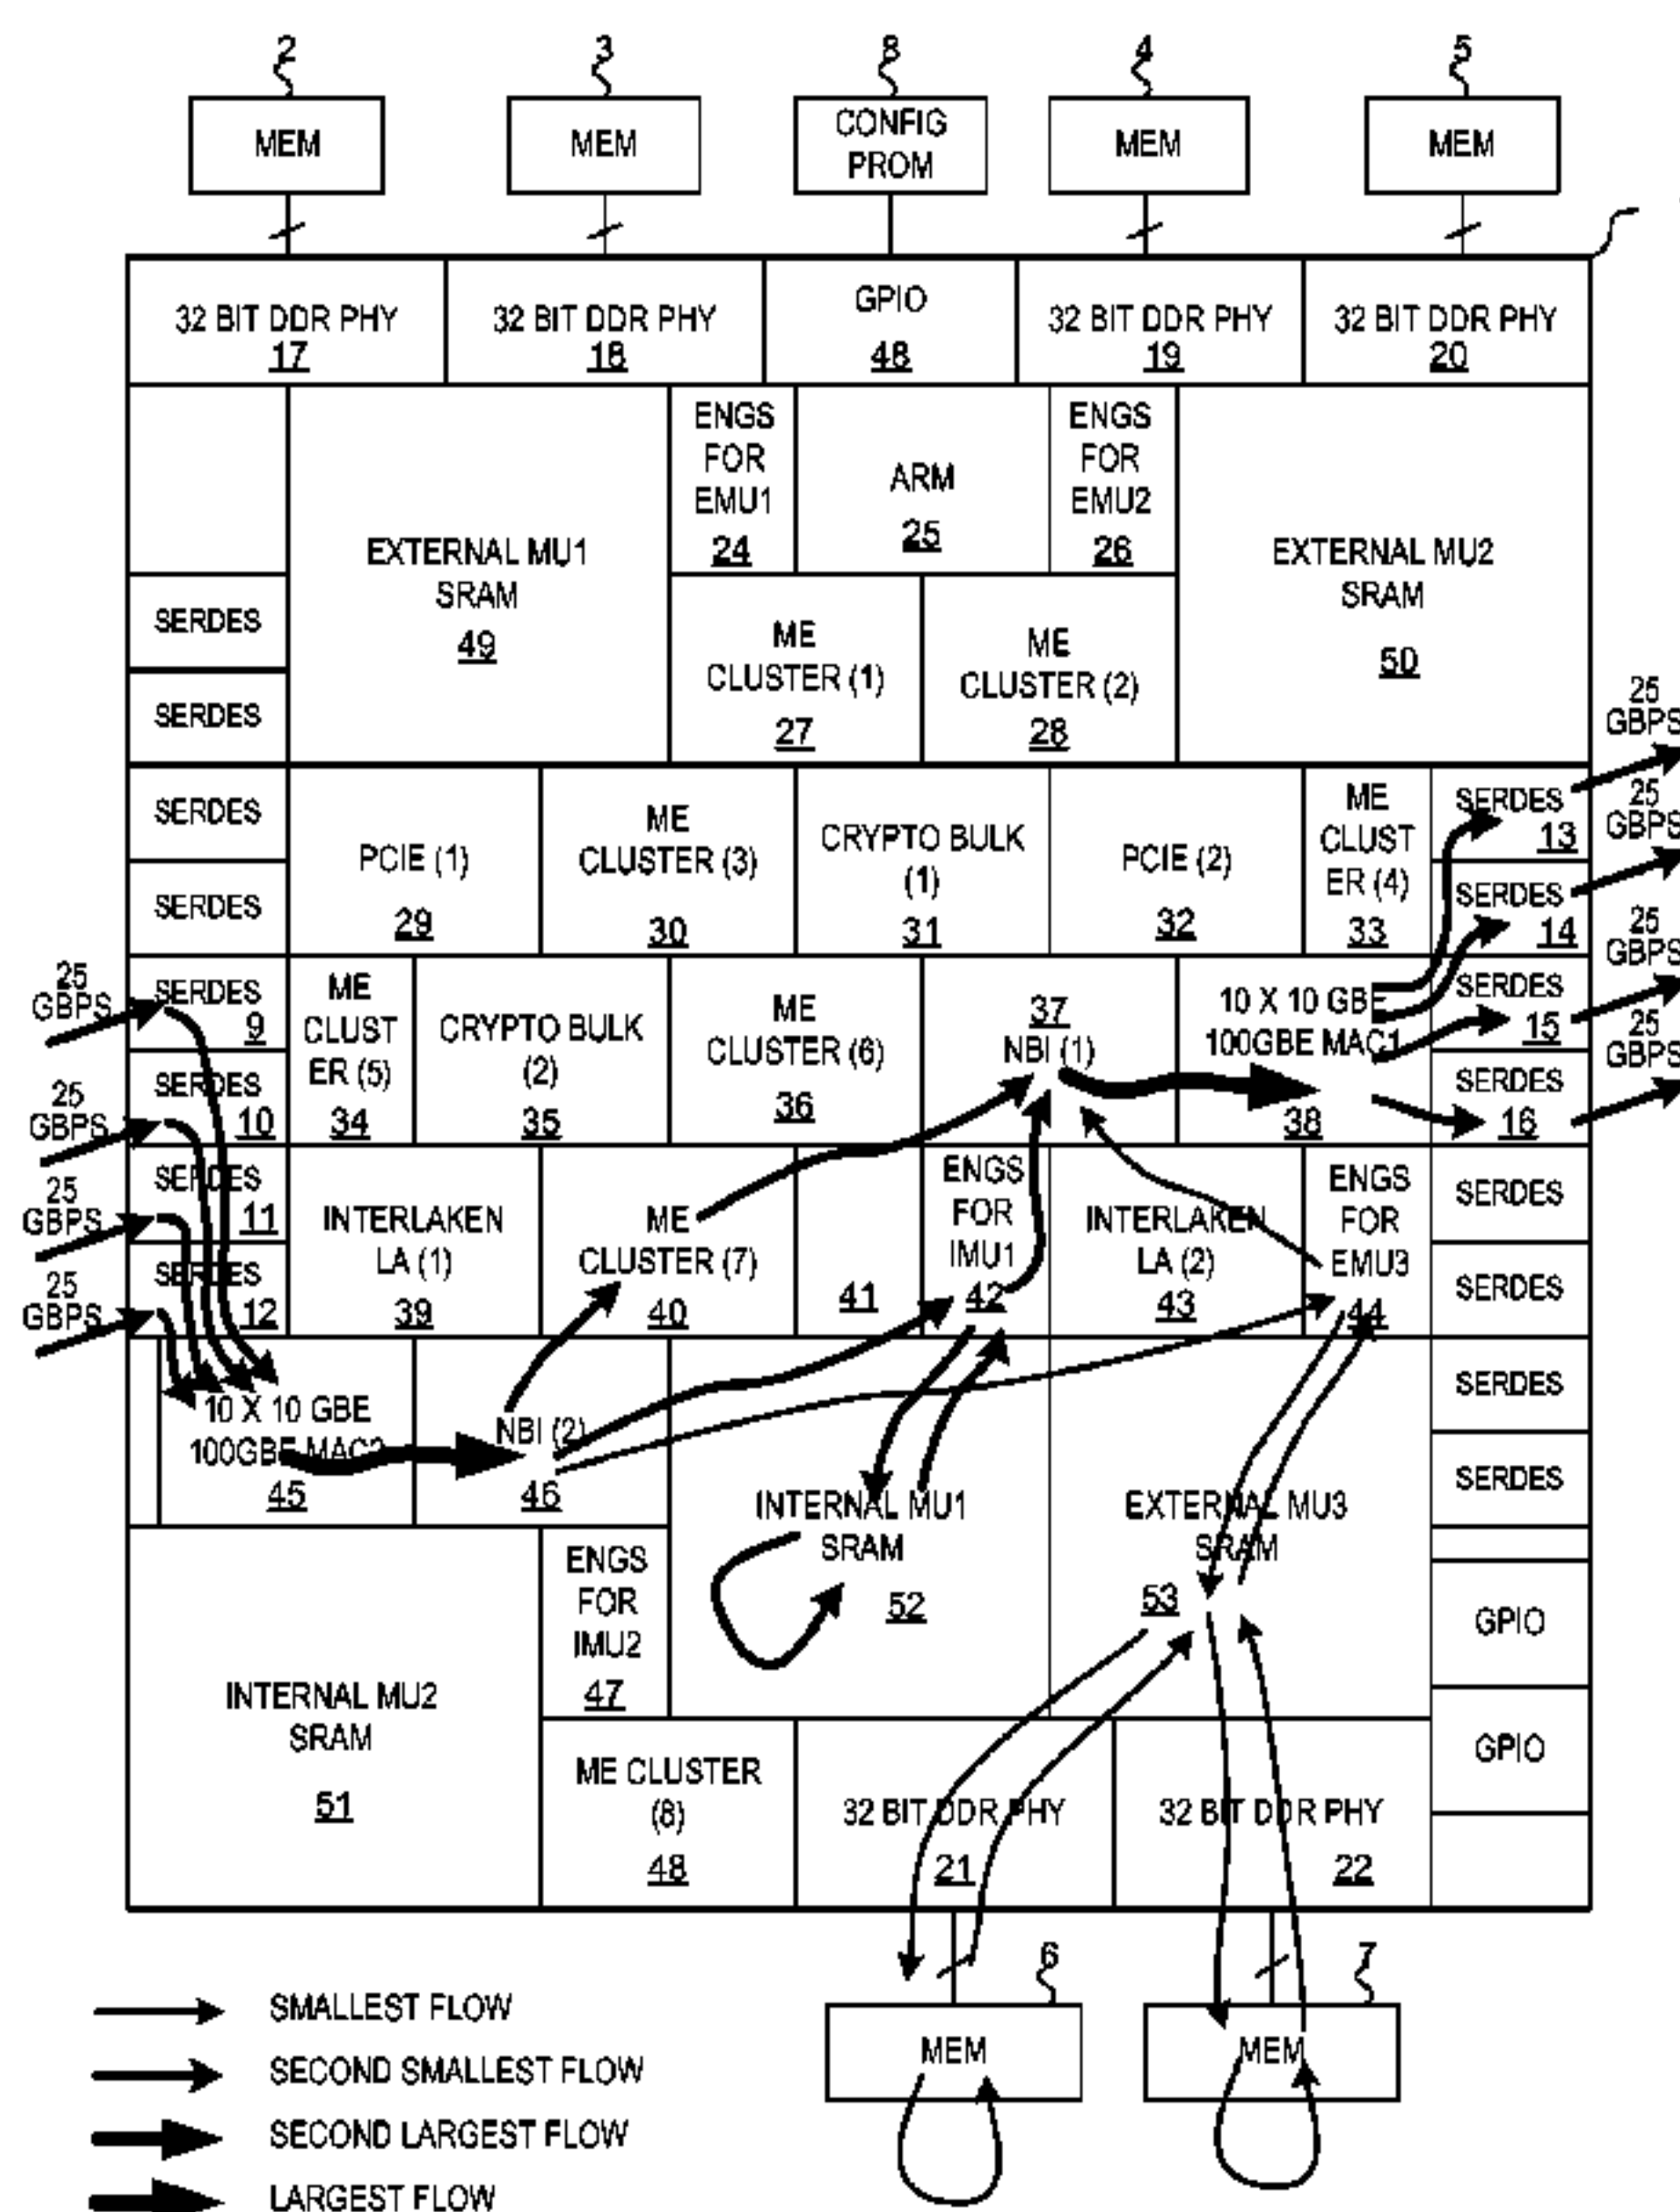 2
3
8
4
5
MEM
MEM
CONFIG
PROM
MEM
MEM
32 BIT DDR PHY
17
32 BIT DDR PHY
18
GPIO
48
32 BIT DDR PHY
19
32 BIT DDR PHY
20
EXTERNAL MU1
SRAM
49
ENGS
FOR
EMU1
24
ARM
25
ENGS
FOR
EMU2
26
EXTERNAL MU2
SRAM
50
SERDES
SERDES
ME
CLUSTER (1)
27
ME
CLUSTER (2)
28
SERDES
SERDES
PCIE (1)
29
ME
CLUSTER (3)
30
CRYPTO BULK
(1)
31
PCIE (2)
32
ME
CLUST
ER (4)
33
SERDES
13
SERDES
14
25
GBPS
25
GBPS
25
GBPS
25
GBPS
25
GBPS
25
GBPS
25
GBPS
25
GBPS
SERDES
9
SERDES
10
ME
CLUST
ER (5)
34
CRYPTO BULK
(2)
35
ME
CLUSTER (6)
36
37
NBI (1)
10 X 10 GBE
100GBE MAC1
38
SERDES
15
SERDES
16
SERDES
11
SERDES
12
INTERLAKEN
LA (1)
39
ME
CLUSTER (7)
40
41
ENGS
FOR
IMU1
42
INTERLAKEN
LA (2)
43
ENGS
FOR
EMU3
44
SERDES
SERDES
10 X 10 GBE
100GBE MAC2
45
NBI (2)
46
INTERNAL MU1
SRAM
52
EXTERNAL MU3
SRAM
53
SERDES
SERDES
INTERNAL MU2
SRAM
51
ENGS
FOR
IMU2
47
GPIO
GPIO
ME CLUSTER
(8)
48
32 BIT DDR PHY
21
32 BIT DDR PHY
22
6
7
MEM
MEM
SMALLEST FLOW
SECOND SMALLEST FLOW
SECOND LARGEST FLOW
LARGEST FLOW